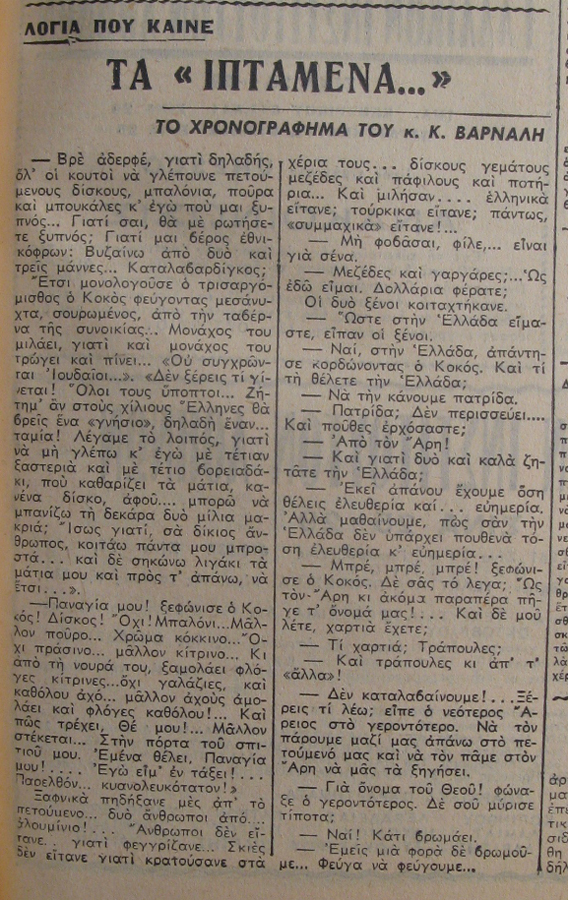 ΛΟΓΙΑ ΠΟΥ ΚΑΙΝΕ
ΤΑ « ΙΠΤΑΜΕΝΑ...»
ΤΟ ΧΡΟΝΟΓΡΑΦΗΜΑ ΤΟΥ κ. Κ. ΒΑΡΝΑΛΗ
— Βρὲ ἀδερφέ, γιατὶ δηλαδής,
ὅλ' οἱ κουτοὶ νὰ γλέπουνε πετού-
μενους δίσκους, μπαλόνια, ποῦρα
καὶ μπουκάλες κ' ἐγὼ ποὺ μαι ξυ-
πνός... Γιατί σαι, θὰ μὲ ρωτήσε-
τε ξυπνός; Γιατί μαι βέρος ἐθνι-
κόφρων: Βυζαίνω ἀπὸ δυὸ καὶ
τρεῖς μάννες... Καταλαβαρδίγκος;
Ἔτσι μονολογοῦσε ὁ τρισαργό-
μισθος ὁ Κοκὸς φεύγοντας μεσάνυ-
χτα, σουρωμένος, ἀπὸ τὴν ταβέρ-
να τῆς συνοικίας... Μονάχος του
μιλάει, γιατὶ καὶ μονάχος του
τρώγει καὶ πίνει... «Οὐ συγχρῶν-
ται Ἰουδαῖοι...». «Δὲν ξέρεις τί γί-
νεται! Ὅλοι τους ὕποπτοι... Ζή-
τημ' ἂν στοὺς χίλιους Ἕλληνες θὰ
βρεῖς ἕνα «γνήσιο», δηλαδὴ ἕναν...
ταμία! Λέγαμε τὸ λοιπός, γιατὶ
νὰ μὴ γλέπω κ' ἐγὼ μὲ τέτιαν
ξαστεριὰ καὶ μὲ τέτιο βορειαδά-
κι, ποὺ καθαρίζει τὰ μάτια, κα-
νένα δίσκο, ἀφοῦ.... μπορῶ νὰ
μπανίζω τὴ δεκάρα δυὸ μίλια μα-
κριά; Ἴσως γιατί, σὰ δίκιος ἄν-
θρωπος, κοιτάω πάντα μου μπρο-
στά... καὶ δὲ σηκώνω λιγάκι τὰ
μάτια μου καὶ πρὸς τ' ἀπάνω, νὰ
ἔτσι...».
—Παναγία μου! ξεφώνισε ὁ Κο-
κός! Δίσκος! Ὄχι! Μπαλόνι...Μᾶλ-
λον ποῦρο... Χρῶμα κόκκινο...Ὄ-
χι πράσινο... μᾶλλον κίτρινο... Κι
ἀπὸ τὴ νουρά του, ξαμολάει φλό-
γες κίτρινες...ὄχι γαλάζιες, καὶ
καθόλου ἀχό... μᾶλλον ἀχοὺς ἀμο-
λάει καὶ φλόγες καθόλου!... Καὶ
πῶς τρέχει, Θέ μου!... Μᾶλλον
στέκεται... Στὴν πόρτα τοῦ σπι-
τιοῦ μου. Ἐμένα θέλει, Παναγία
μου!.... Ἐγὼ εἶμ' ἐν τάξει!...
Παρελθόν... κυανολευκότατον!»
Ξαφνικὰ πηδήξανε μὲς ἀπ' τὸ
πετούμενο... δυὸ ἄνθρωποι ἀπό....
ἀλουμίνιο!... Ἄνθρωποι δὲν εἴ-
τανε.. γιατὶ φεγγρίζανε... Σκιὲς
δὲν εἴτανε γιατὶ κρατούσανε στὰ
χέρια τους... δίσκους γεμάτους
μεζέδες καὶ πάφιλους καὶ ποτή-
ρια... Καὶ μιλήσαν.... ἑλληνικὰ
εἴτανε; τούρκικα εἴτανε; πάντως,
«συμμαχικὰ» εἴτανε!...
— Μὴ φοβᾶσαι, φίλε,... εἶναι
γιὰ σένα.
— Μεζέδες καὶ γαργάρες;...Ὡς
ἐδῶ εἶμαι. Δολλάρια φέρατε;
Οἱ δυὸ ξένοι κοιταχτήκανε.
— Ὥστε στὴν Ἑλλάδα εἴμα-
στε, εἶπαν οἱ ξένοι.
— Ναί, στὴν Ἑλλάδα, ἀπάντη-
σε κορδώνοντας ὁ Κοκός. Καὶ τί
τὴ θέλετε τὴν Ἑλλάδα;
— Νὰ τὴν κάνουμε πατρίδα.
— Πατρίδα; Δὲν περισσεύει....
Καὶ ποῦθες ἐρχόσαστε;
— Ἀπὸ τὸν Ἄρη!
— Καὶ γιατὶ δυὸ καὶ καλὰ ζη-
τᾶτε τὴν Ἑλλάδα;
— Ἐκεῖ ἀπάνου ἔχουμε ὅση
θέλεις ἐλευθερία καὶ... εὐημερία.
Ἀλλὰ μαθαίνουμε, πὼς σὰν τὴν
Ἑλλάδα δὲν ὑπάρχει πουθενὰ τό-
ση ἐλευθερία κ' εὐημερία...
— Μπρέ, μπρέ, μπρέ! ξεφώνι-
σε ὁ Κοκός. Δὲ σᾶς τὸ λεγα; Ὡς
τὸν Ἄρη κι ἀκόμα παραπέρα πῆ-
γε τ' ὄνομά μας!... Καὶ δέ μοῦ
λέτε, χαρτιὰ ἔχετε;
— Τί χαρτιά; Τράπουλες;
— Καὶ τράπουλες κι ἀπ' τ'
«ἄλλα»!
— Δὲν καταλαβαίνουμε!...Ξέ-
ρεις τί λέω; εἶπε ὁ νεότερος Ἄ-
ρειος στὸ γεροντότερο. Νὰ τὸν
πάρουμε μαζί μας ἀπάνω στὸ πε-
τούμενό μας καὶ νὰ τὸν πᾶμε στὸν
Ἄρη νὰ μᾶς τὰ ξηγήσει.
— Γιὰ ὄνομα τοῦ Θεοῦ! φώνα-
ξε ὁ γεροντότερος. Δὲ σοῦ μύρισε
τίποτα;
— Ναί! Κάτι βρωμάει.
— Ἐμεῖς μιὰ φορὰ δὲ βρωμοῦ-
με... Φεύγα νὰ φεύγουμε...